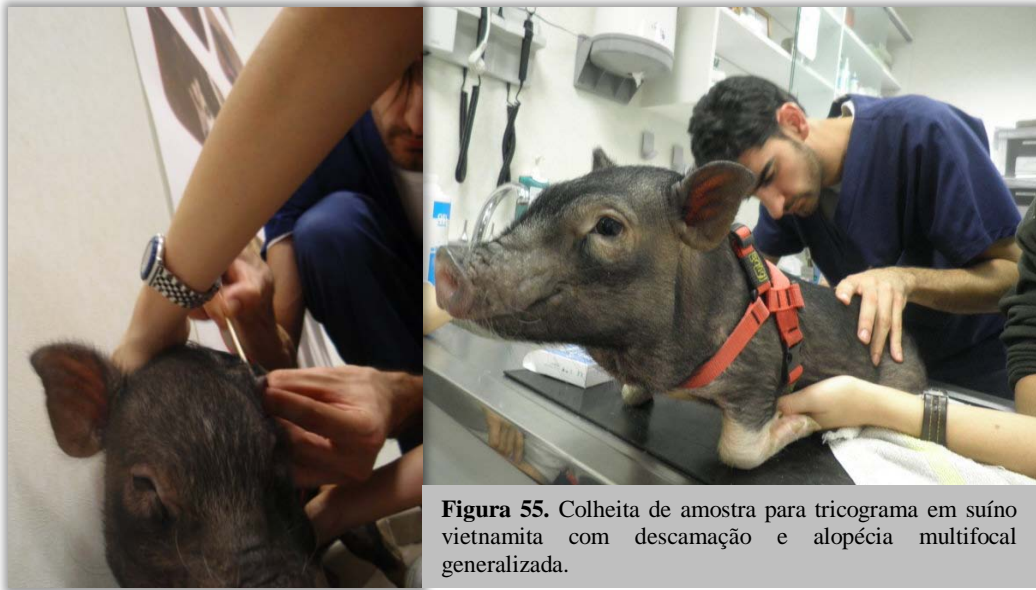 Figura 55. Colheita de amostra para tricograma em suíno
vietnamita com descamação e alopécia multifocal
generalizada.